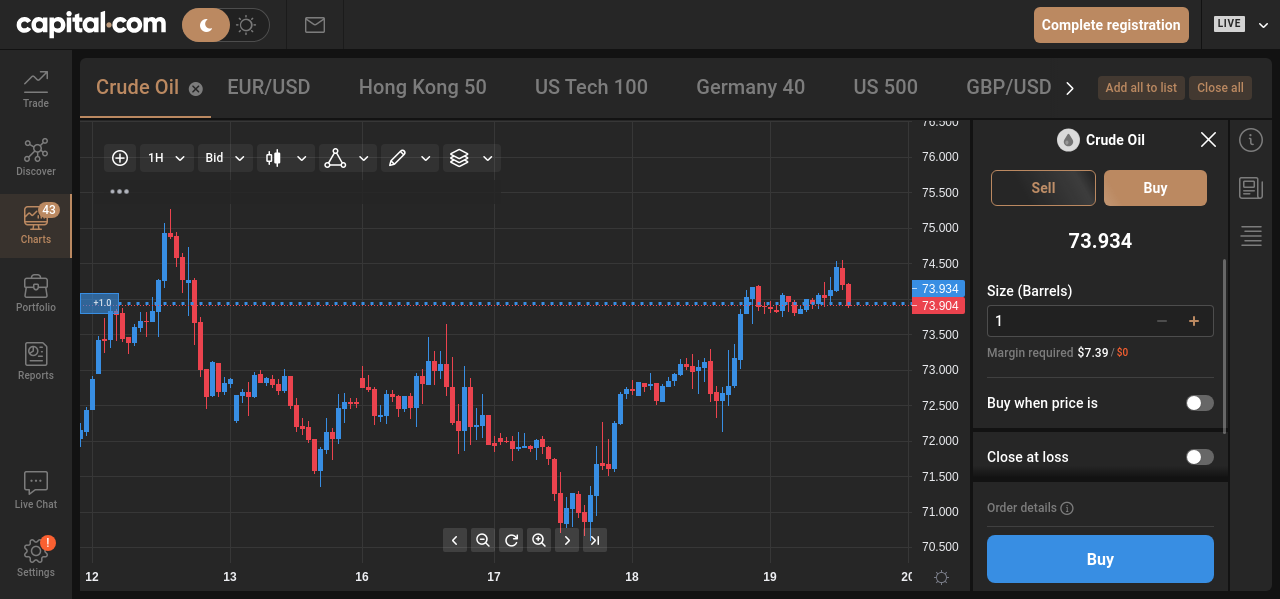 capital.com
Complete registration
LIVE
Trade
Discover
43
Charts
Portfolio
Reports
Live Chat
!
Settings
Crude Oil
EUR/USD
Hong Kong 50
US Tech 100
Germany 40
US 500
GBP/USD
Add all to list
Close all
1H
Bid
+1.0
76.500
76.000
75.500
75.000
74.500
73.934
73.904
73.500
73.000
72.500
72.000
71.500
71.000
70.500
12
13
16
17
18
19
20
Crude Oil
Sell
Buy
73.934
Size (Barrels)
1
Margin required $7.39 / $0
Buy when price is
Close at loss
Order details
Buy